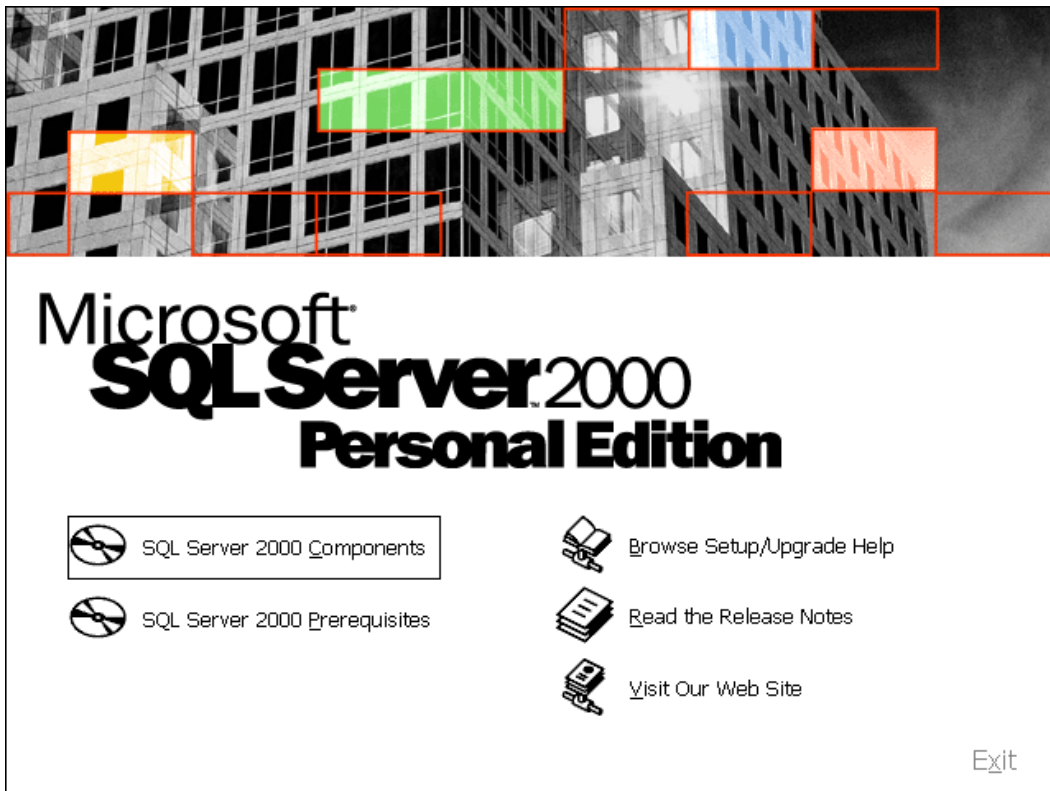 Microsoft®
SQL Server™ 2000
Personal Edition
SQL Server 2000 Components
SQL Server 2000 Prerequisites
Browse Setup/Upgrade Help
Read the Release Notes
Visit Our Web Site
Exit